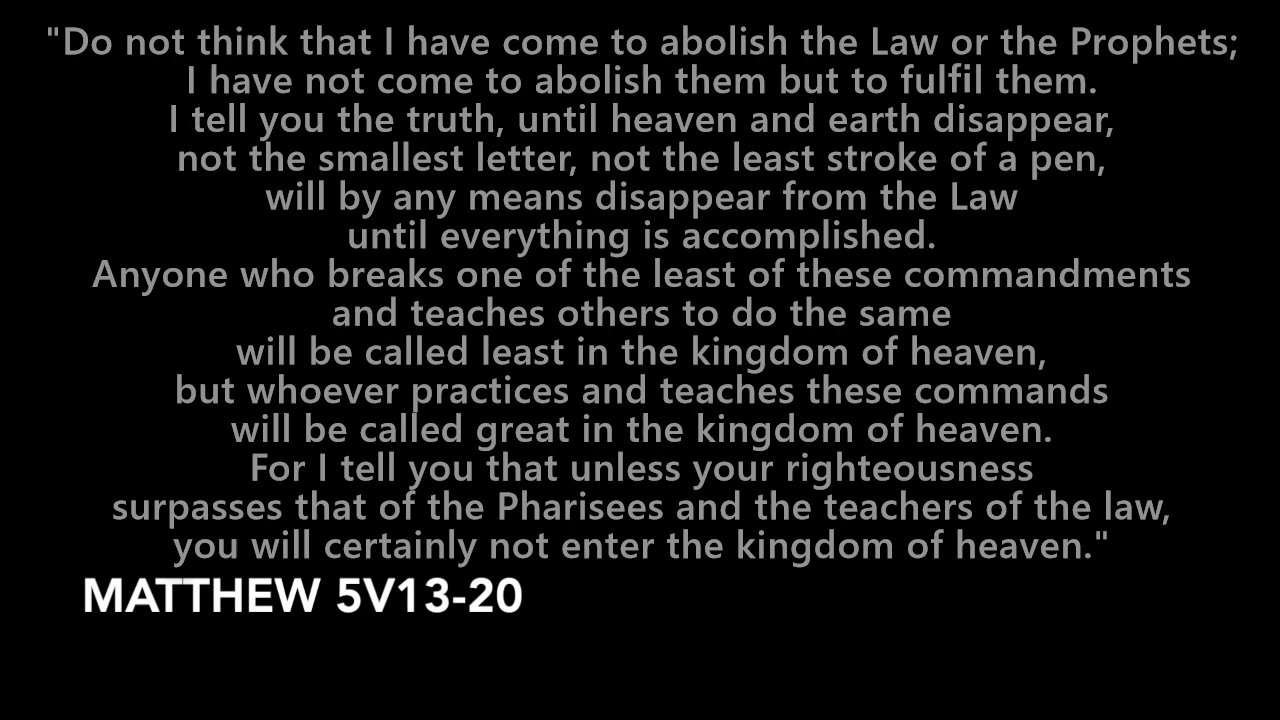 "Do not think that I have come to abolish the Law or the Prophets;
I have not come to abolish them but to fulfil them.
I tell you the truth, until heaven and earth disappear,
not the smallest letter, not the least stroke of a pen,
will by any means disappear from the Law
until everything is accomplished.
Anyone who breaks one of the least of these commandments
and teaches others to do the same
will be called least in the kingdom of heaven,
but whoever practices and teaches these commands
will be called great in the kingdom of heaven.
For I tell you that unless your righteousness
surpasses that of the Pharisees and the teachers of the law,
you will certainly not enter the kingdom of heaven."
MATTHEW 5V13-20